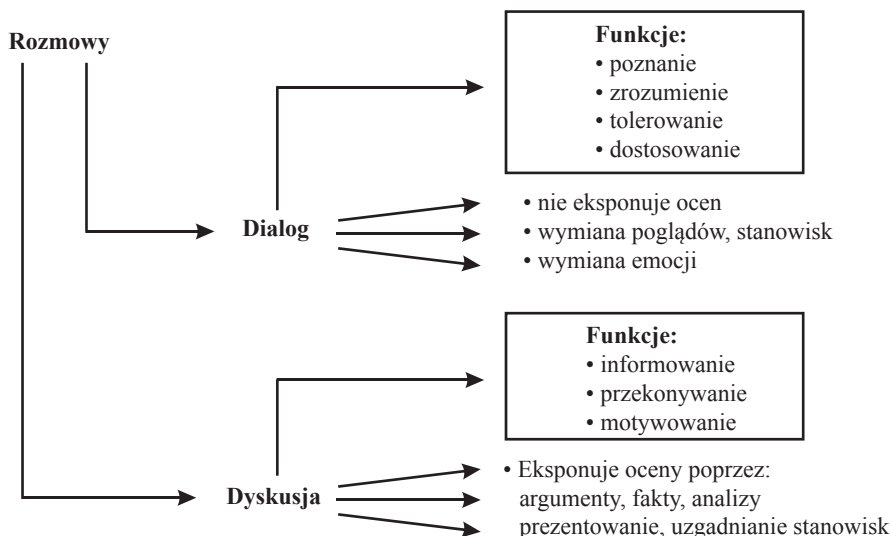 Rozmowy
Funkcje:
• poznanie
• zrozumienie
• tolerowanie
• dostosowanie
Dialog
• nie eksponuje ocen
• wymiana poglądów, stanowisk
• wymiana emocji
Funkcje:
• informowanie
• przekonywanie
• motywowanie
Dyskusja
• Eksponuje oceny poprzez:
argumenty, fakty, analizy
prezentowanie, uzgadnianie stanowisk